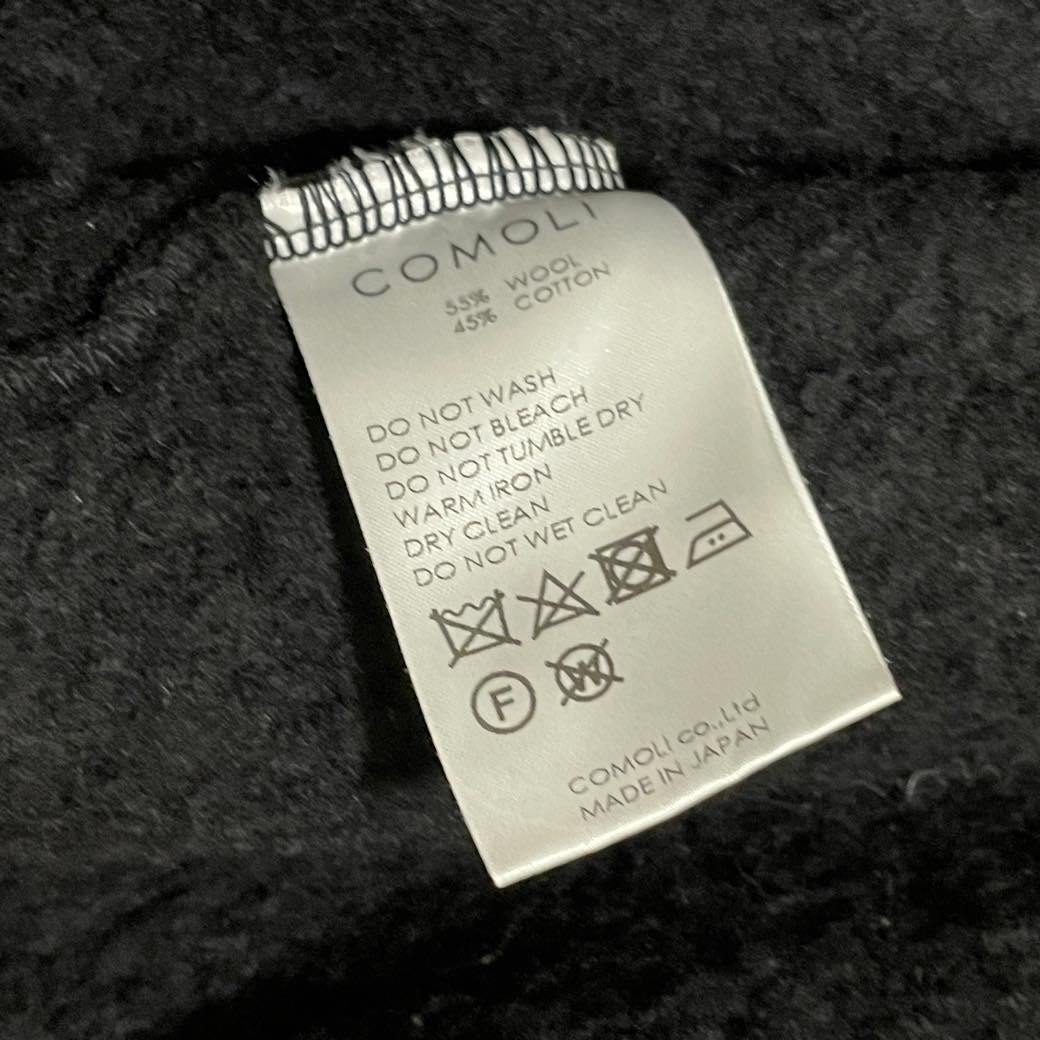 COMOLI
55% WOOL
45% COTTON
DO NOT WASH
DO NOT BLEACH
DO NOT TUMBLE DRY
WARM IRON
DRY CLEAN
DO NOT WET CLEAN
F W
COMOLI co.,Ltd
MADE IN JAPAN